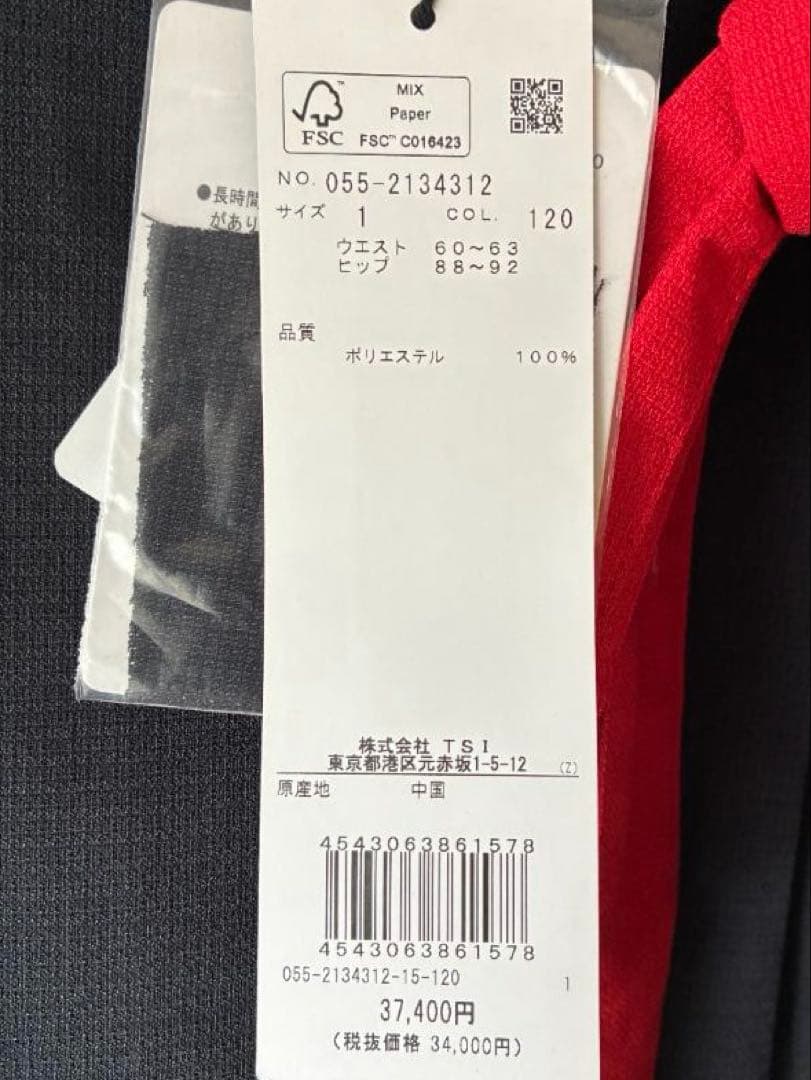 MIX
Paper
FSC™ C016423
FSC
NO. 055-2134312
サイズ 1 COL. 120
ウエスト 60～63
ヒップ 88～92
品質
ポリエステル 100%
株式会社 TSI
東京都港区元赤坂1-5-12 (Z)
原産地 中国
4543063861578
4543063861578
055-2134312-15-120 1
37,400円
(税抜価格 34,000円)
●長時間
があり